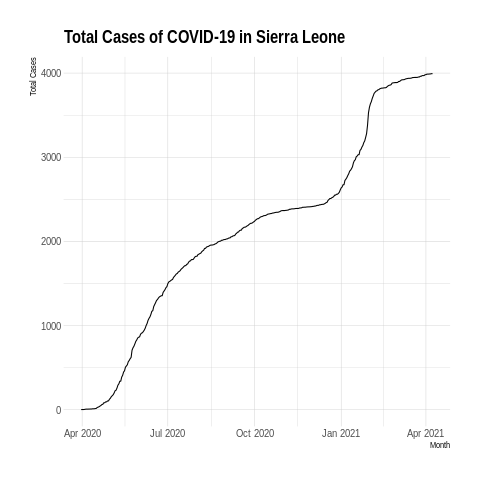 Total Cases of COVID-19 in Sierra Leone
Total Cases
4000
3000
2000
1000
0
Apr 2020 Jul 2020 Oct 2020 Jan 2021 Apr 2021
Month